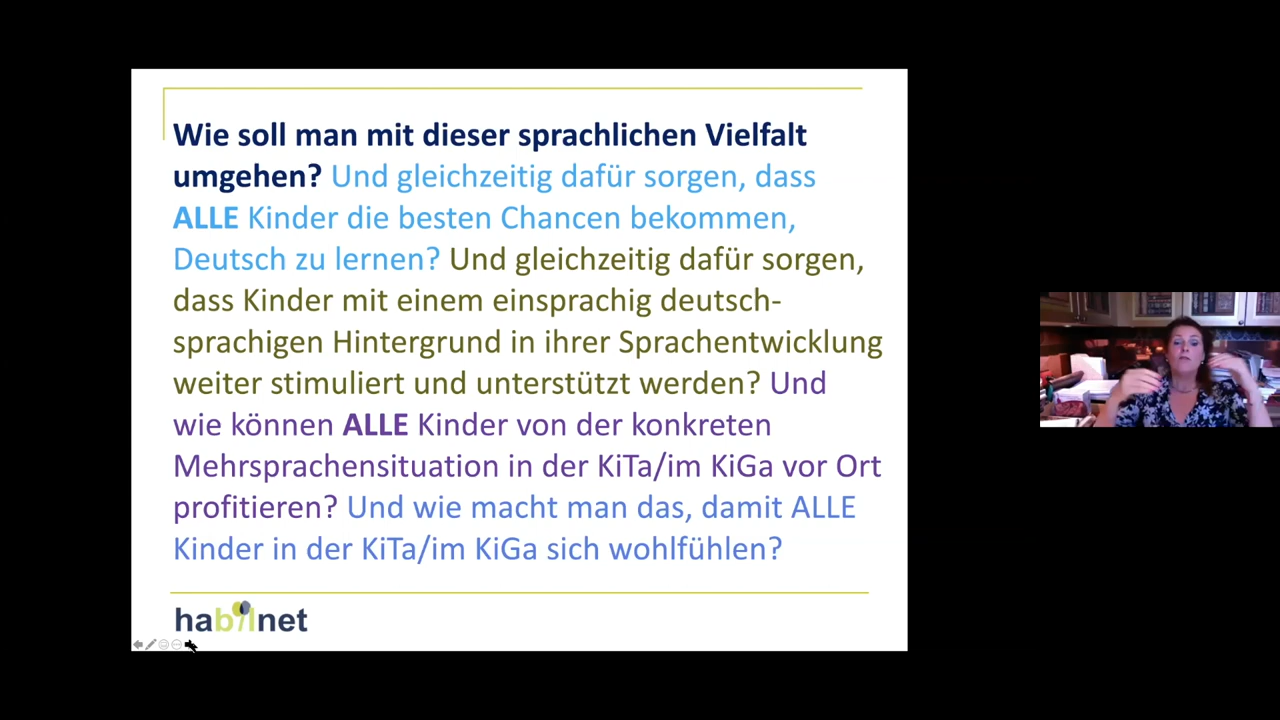 Wie soll man mit dieser sprachlichen Vielfalt
umgehen? Und gleichzeitig dafür sorgen, dass
ALLE Kinder die besten Chancen bekommen,
Deutsch zu lernen? Und gleichzeitig dafür sorgen,
dass Kinder mit einem einsprachig deutsch-
sprachigen Hintergrund in ihrer Sprachentwicklung
weiter stimuliert und unterstützt werden? Und
wie können ALLE Kinder von der konkreten
Mehrsprachensituation in der KiTa/im KiGa vor Ort
profitieren? Und wie macht man das, damit ALLE
Kinder in der KiTa/im KiGa sich wohlfühlen?
habilnet